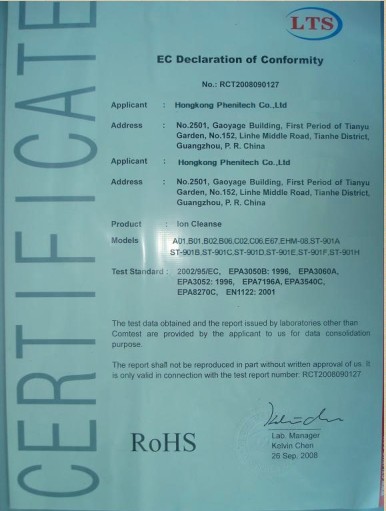 CERTIFICATE
LTS
EC Declaration of Conformity
No.: RCT2008090127
Applicant : Hongkong Phenitech Co.,Ltd
Address : No.2501, Gaoyage Building, First Period of Tianyu
Garden, No.152, Linhe Middle Road, Tianhe District,
Guangzhou, P. R. China
Applicant : Hongkong Phenitech Co.,Ltd
Address : No.2501, Gaoyage Building, First Period of Tianyu
Garden, No.152, Linhe Middle Road, Tianhe District,
Guangzhou, P. R. China
Product : Ion Cleanse
Models : A01,B01,B02,B06,C02,C06,E67,EHM-08,ST-901A
ST-901B,ST-901C,ST-901D,ST-901E,ST-901F,ST-901H
Test Standard : 2002/95/EC, EPA3050B: 1996, EPA3060A,
EPA3052: 1996, EPA7196A,EPA3540C,
EPA8270C, EN1122: 2001
The test data obtained and the report issued by laboratories other than
Comtest are provided by the applicant to us for data consolidation
purpose.
The report shall not be reproduced in part without written approval of us. It
is only valid in connection with the test report number: RCT2008090127
RoHS
Lab. Manager
Kolvin Chen
26 Sep. 2008